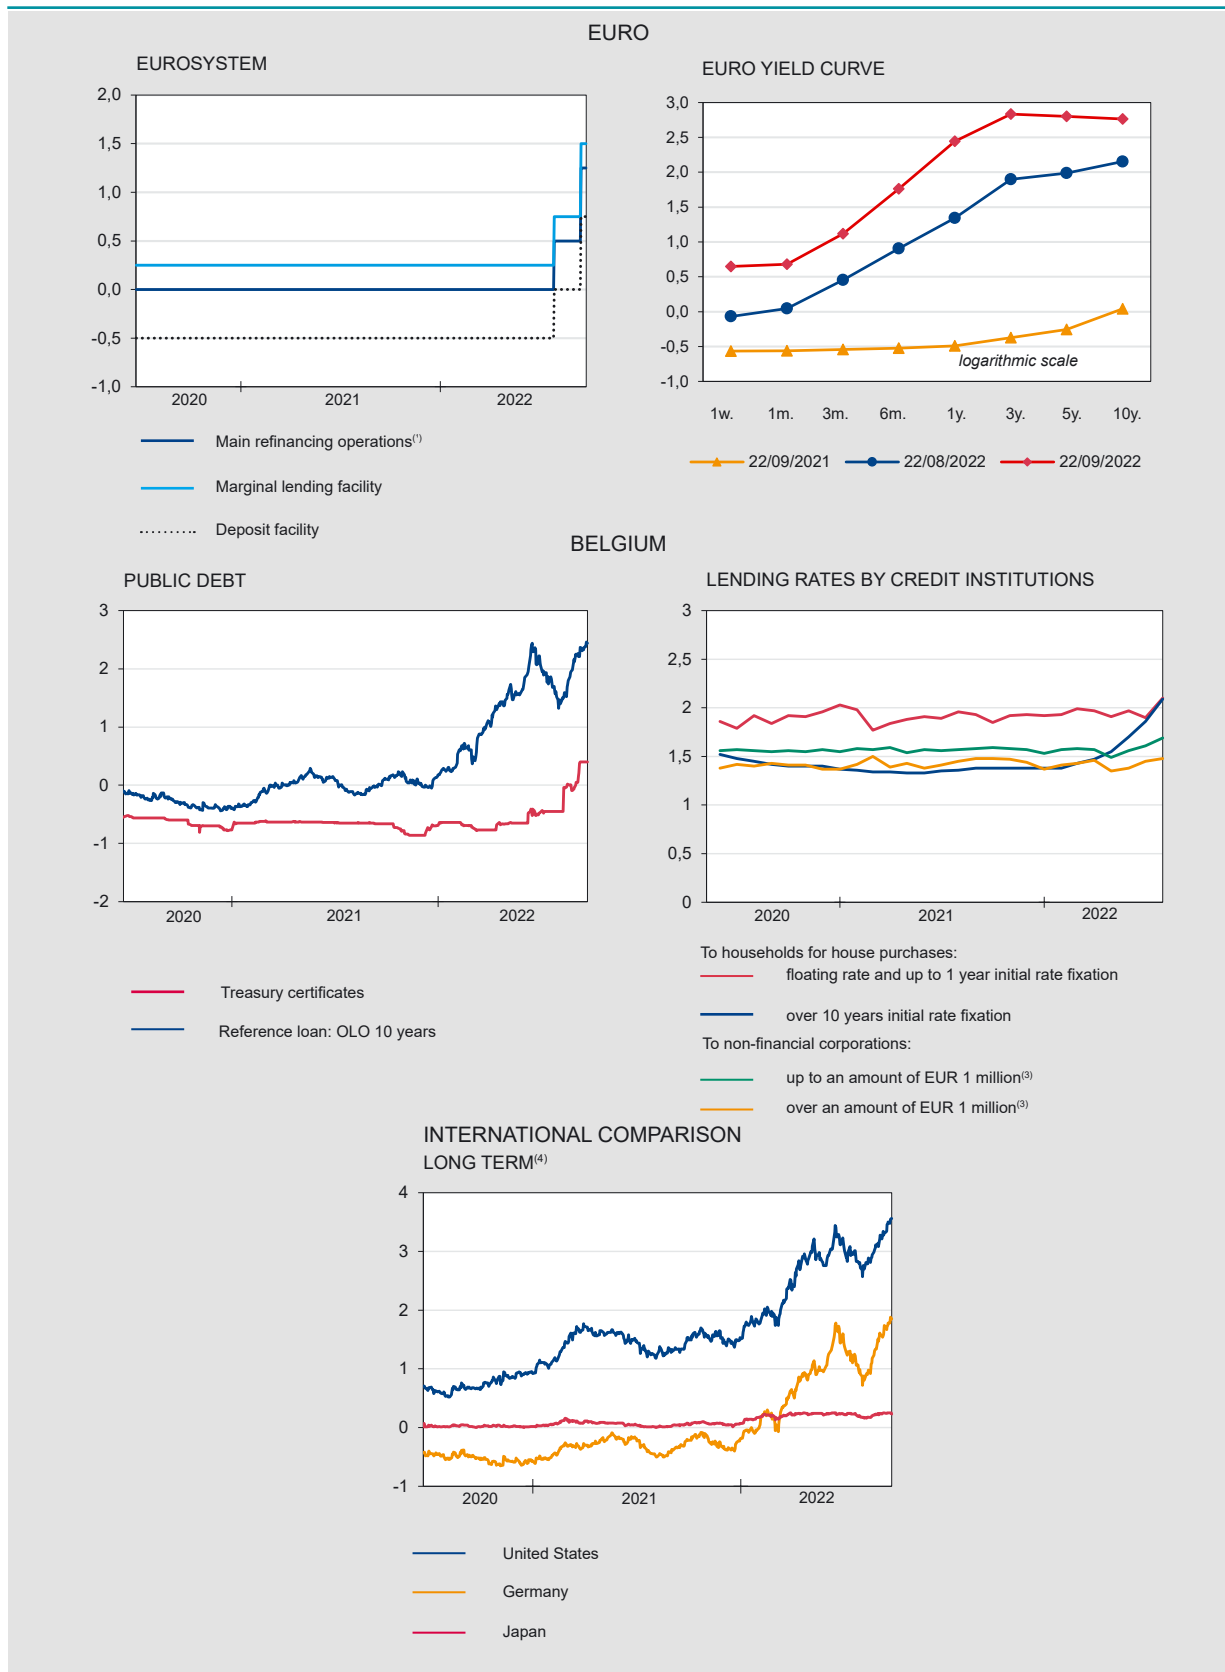 EURO
EUROSYSTEM
2,0
1,5
1,0
0,5
0,0
-0,5
-1,0
2020
2021
2022
Main refinancing operations(*)
Marginal lending facility
Deposit facility
EURO YIELD CURVE
3,0
2,5
2,0
1,5
1,0
0,5
0,0
-0,5
-1,0
logarithmic scale
1w.
1m.
3m.
6m.
1y.
3y.
5y.
10y.
22/09/2021
22/08/2022
22/09/2022
BELGIUM
PUBLIC DEBT
3
2
1
0
-1
-2
2020
2021
2022
Treasury certificates
Reference loan: OLO 10 years
LENDING RATES BY CREDIT INSTITUTIONS
3
2,5
2
1,5
1
0,5
0
2020
2021
2022
To households for house purchases:
floating rate and up to 1 year initial rate fixation
over 10 years initial rate fixation
To non-financial corporations:
up to an amount of EUR 1 million(3)
over an amount of EUR 1 million(3)
INTERNATIONAL COMPARISON
LONG TERM(4)
4
3
2
1
0
-1
2020
2021
2022
United States
Germany
Japan